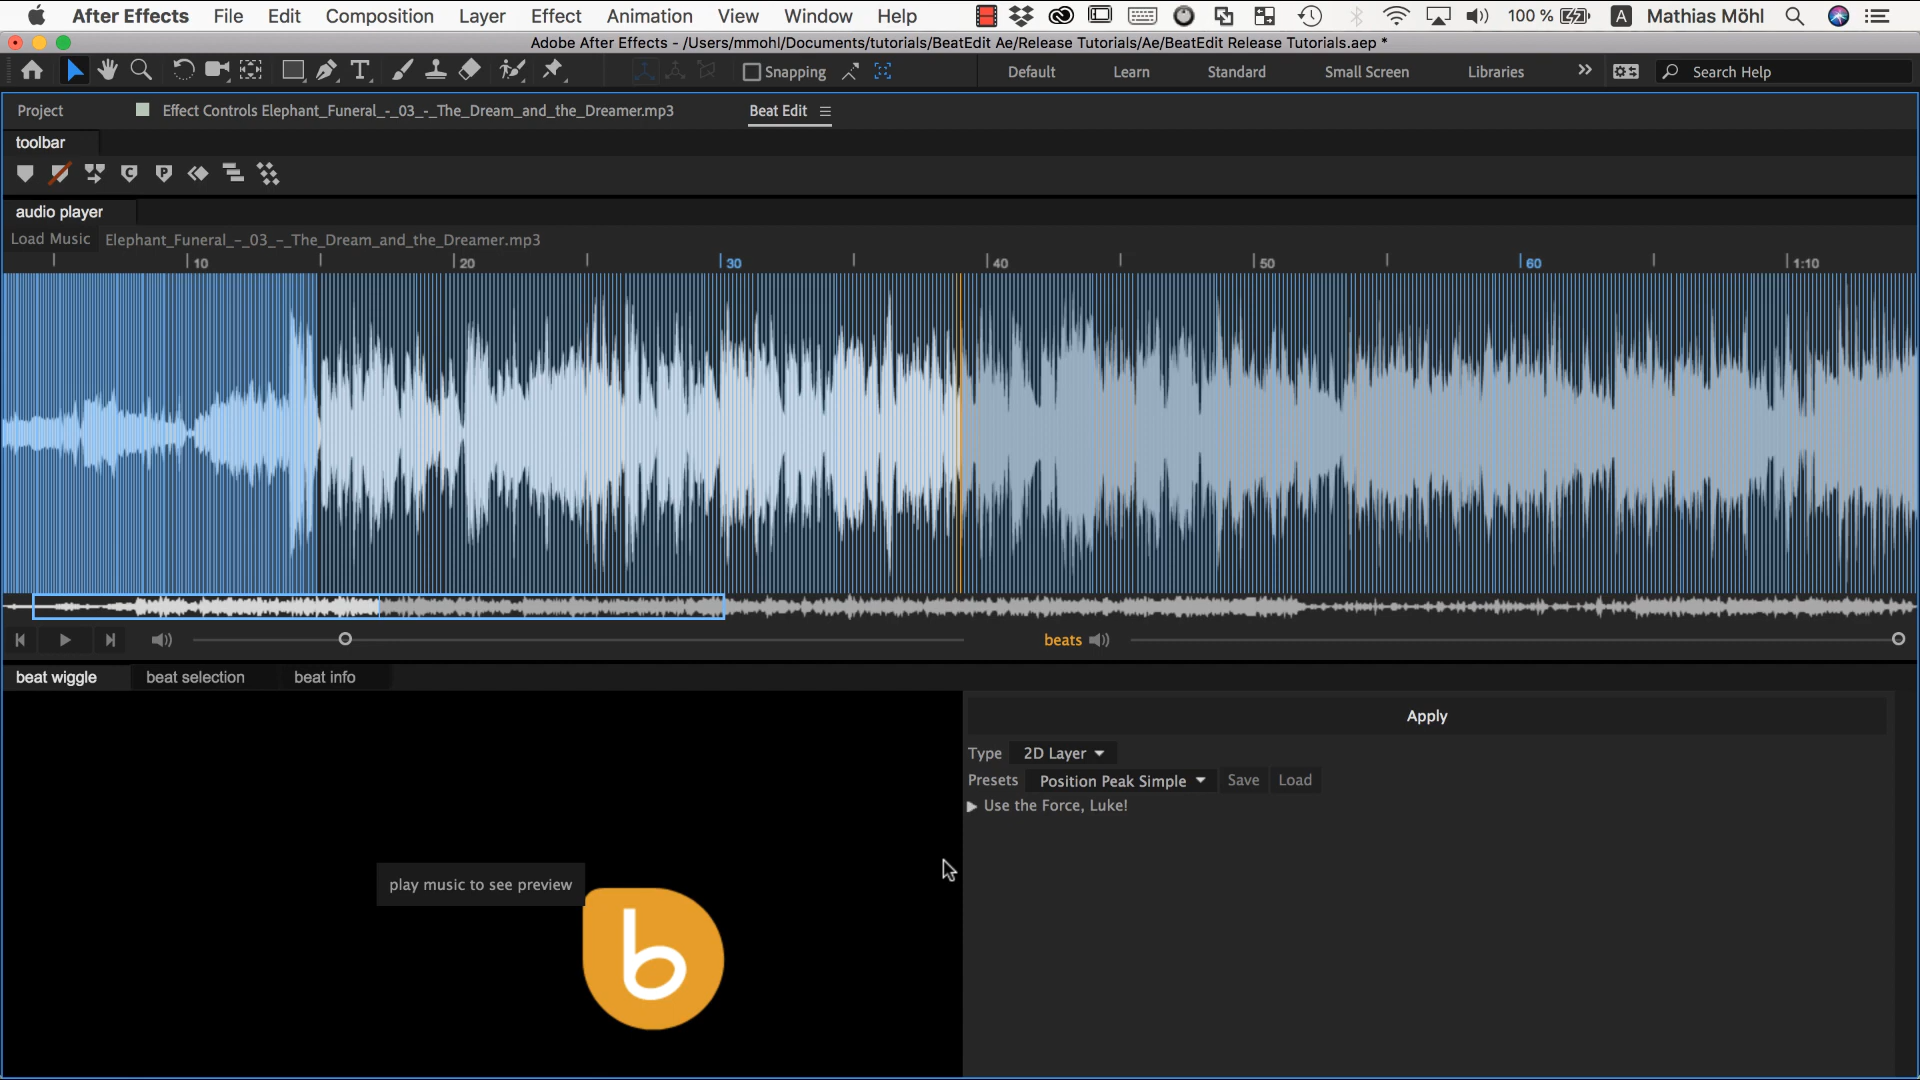 After Effects File Edit Composition Layer Effect Animation View Window Help 100 % A Mathias Möhl
Adobe After Effects - /Users/mmohl/Documents/tutorials/BeatEdit Ae/Release Tutorials/Ae/BeatEdit Release Tutorials.aep *
T Snapping Default Learn Standard Small Screen Libraries Search Help
Project Effect Controls Elephant_Funeral_-_03_-_The_Dream_and_the_Dreamer.mp3 Beat Edit
toolbar
C P
audio player
Load Music Elephant_Funeral_-_03_-_The_Dream_and_the_Dreamer.mp3
10 20 30 40 50 60 1:10
beats
beat wiggle beat selection beat info
Apply
Type 2D Layer
Presets Position Peak Simple Save Load
Use the Force, Luke!
play music to see preview
b